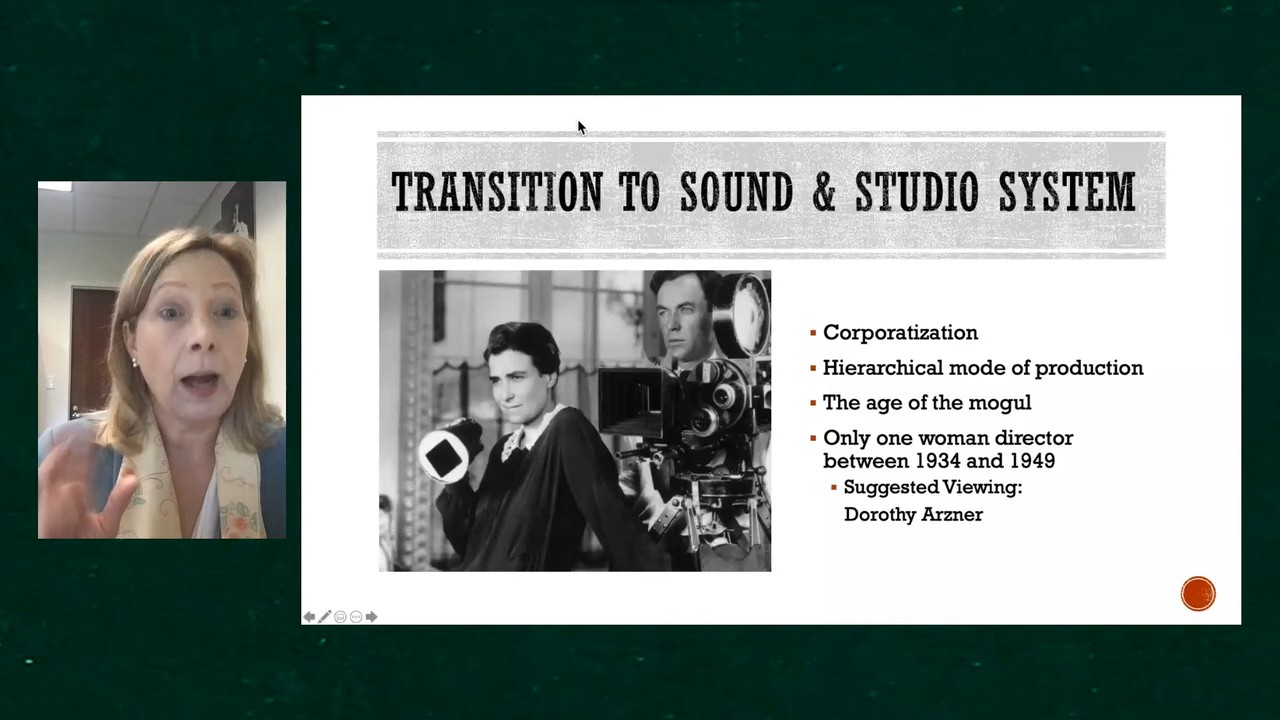 TRANSITION TO SOUND & STUDIO SYSTEM
Corporatization
Hierarchical mode of production
The age of the mogul
Only one woman director
between 1934 and 1949
Suggested Viewing:
Dorothy Arzner